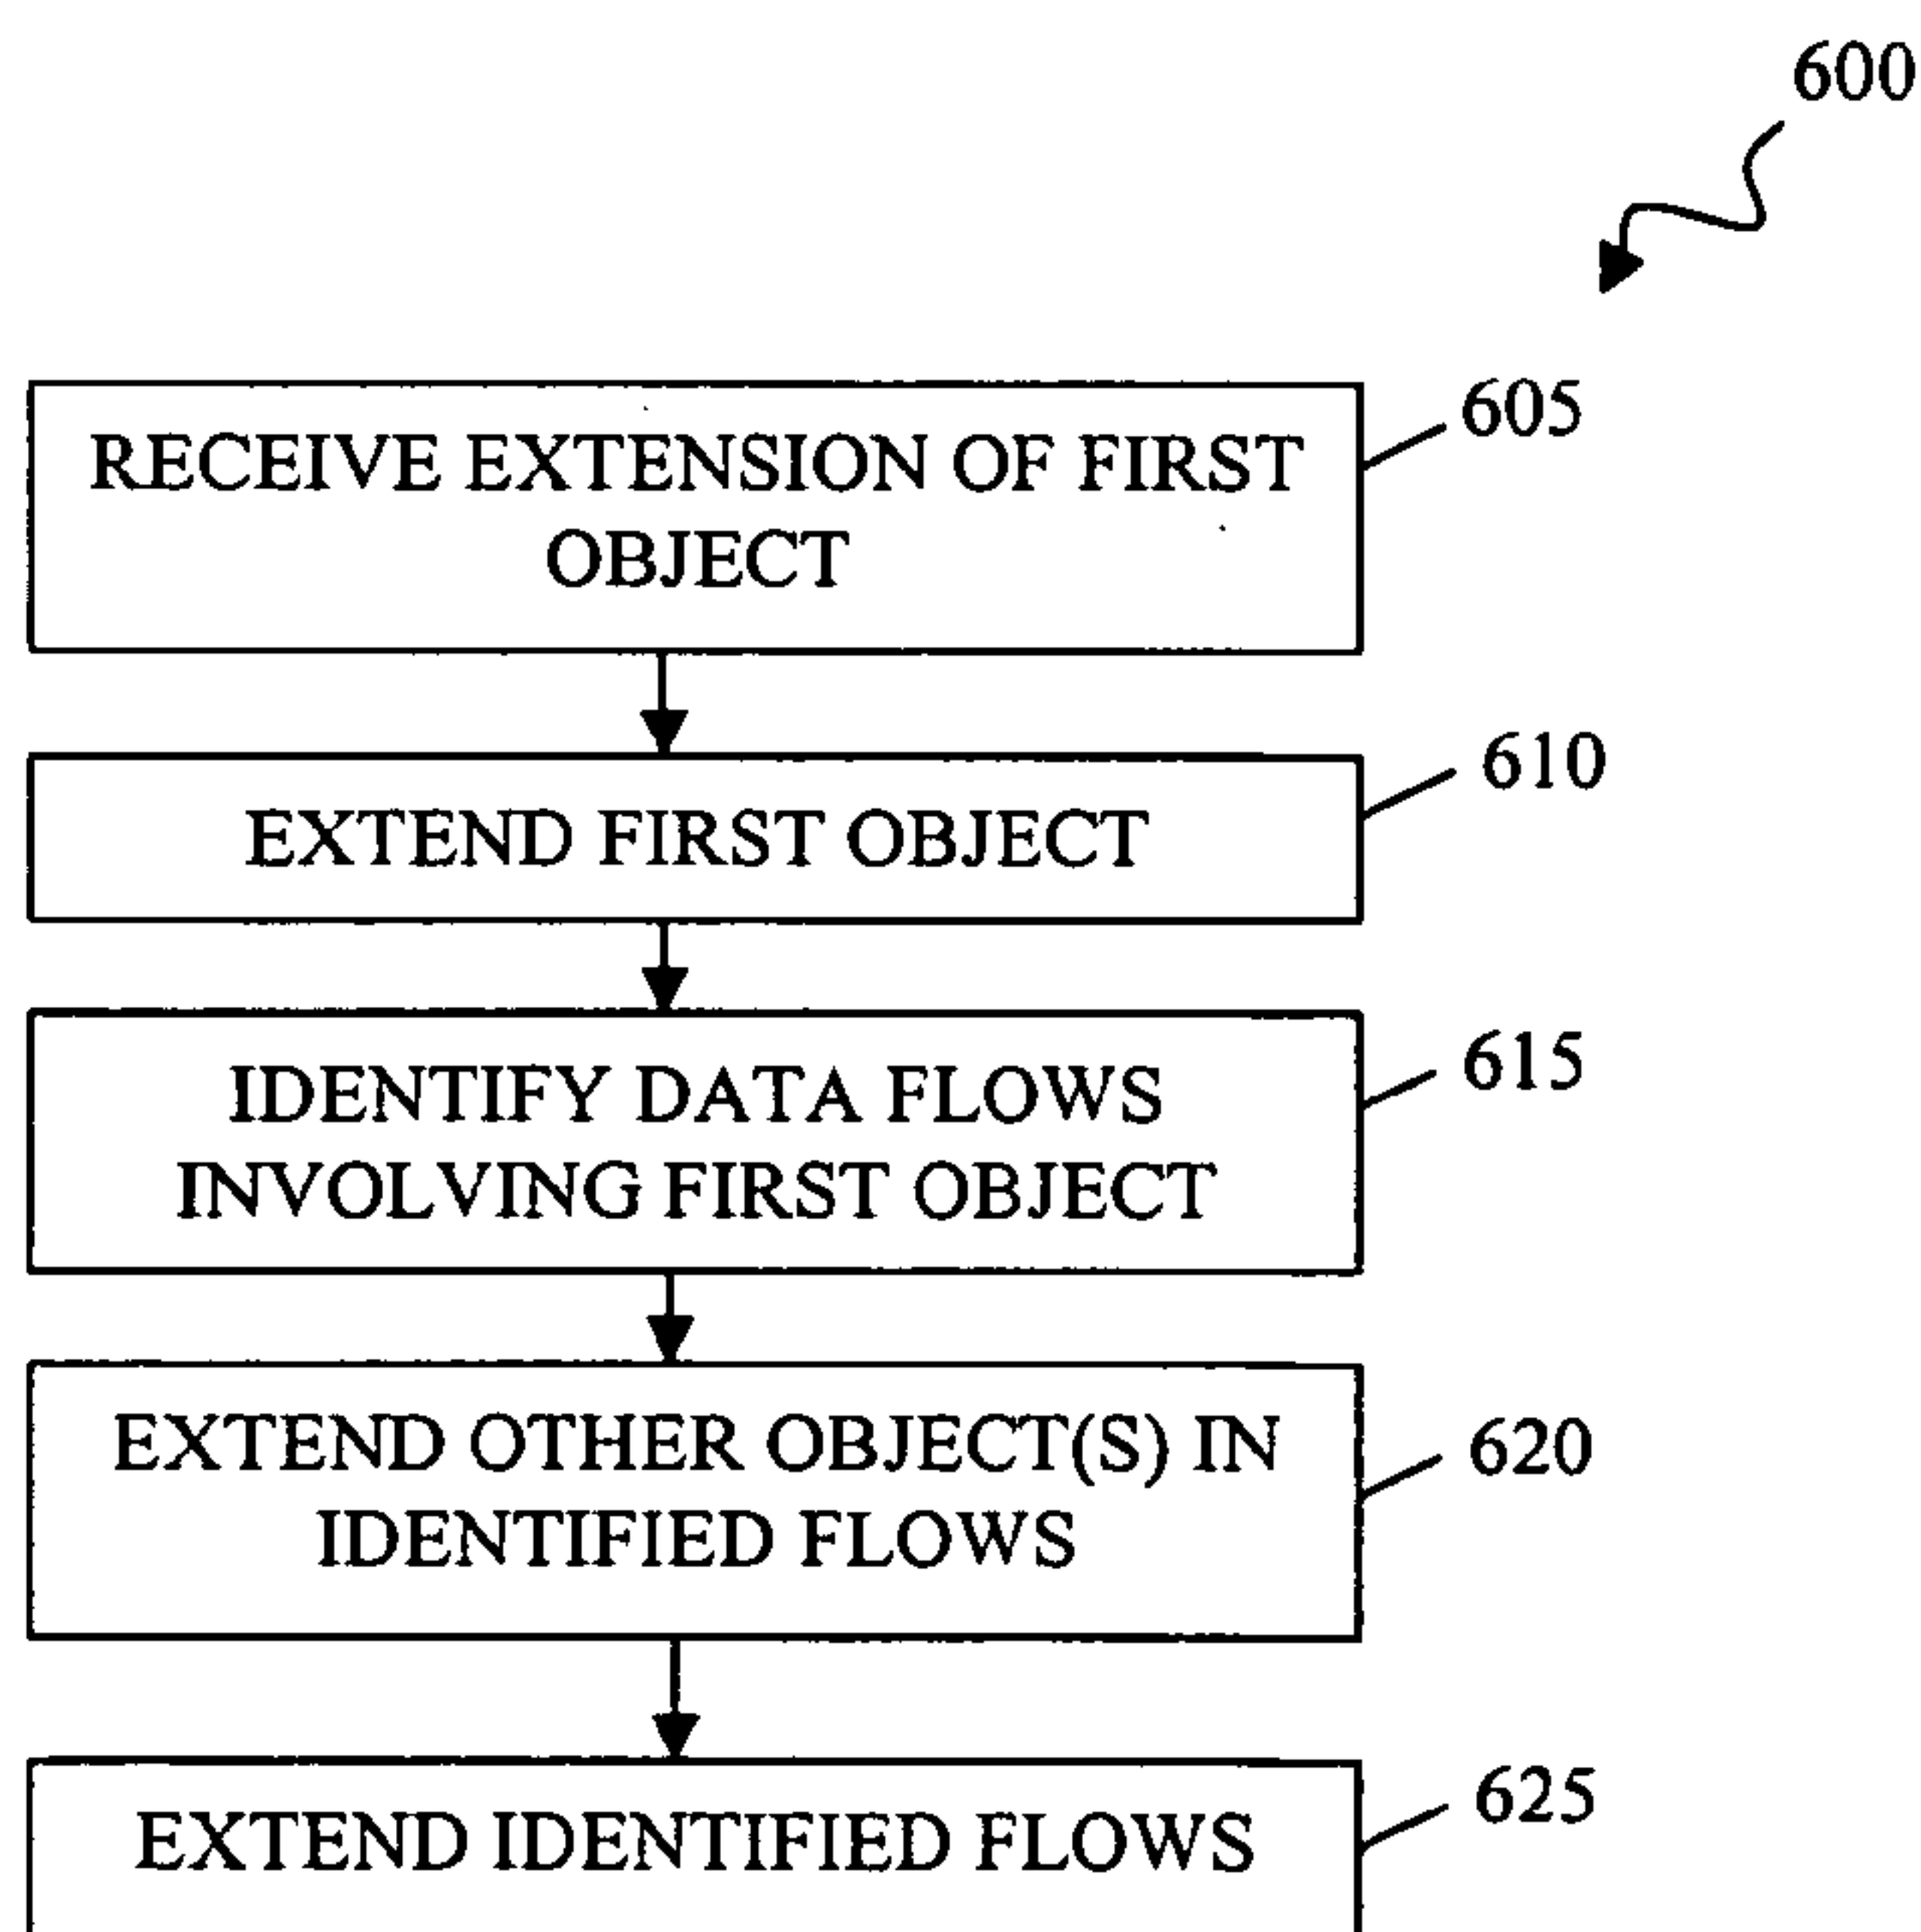 600
RECEIVE EXTENSION OF FIRST
OBJECT
605
EXTEND FIRST OBJECT
610
IDENTIFY DATA FLOWS
INVOLVING FIRST OBJECT
615
EXTEND OTHER OBJECT(S) IN
IDENTIFIED FLOWS
620
EXTEND IDENTIFIED FLOWS
625